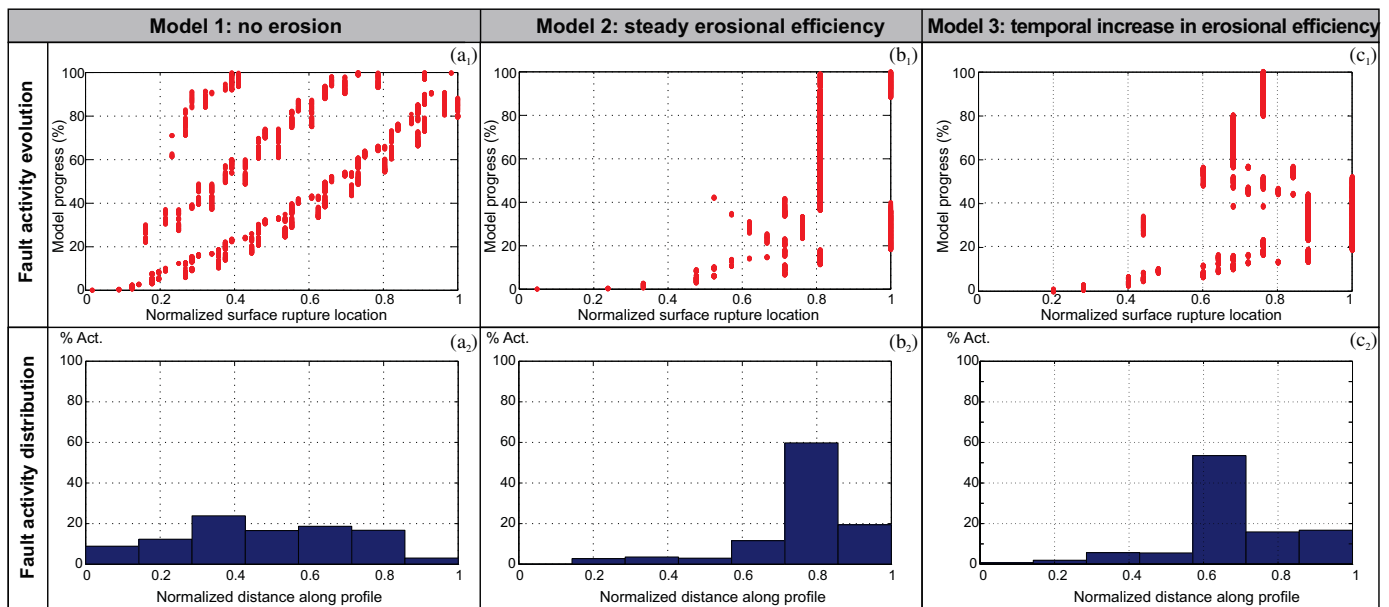 Model 1: no erosion
Model 2: steady erosional efficiency
Model 3: temporal increase in erosional efficiency
Fault activity evolution
(a1)
Model progress (%)
100
80
60
40
20
0
0 0.2 0.4 0.6 0.8 1
Normalized surface rupture location
(b1)
Model progress (%)
100
80
60
40
20
0
0 0.2 0.4 0.6 0.8 1
Normalized surface rupture location
(c1)
Model progress (%)
100
80
60
40
20
0
0 0.2 0.4 0.6 0.8 1
Normalized surface rupture location
Fault activity distribution
% Act.
(a2)
100
80
60
40
20
0
0 0.2 0.4 0.6 0.8 1
Normalized distance along profile
% Act.
(b2)
100
80
60
40
20
0
0 0.2 0.4 0.6 0.8 1
Normalized distance along profile
% Act.
(c2)
100
80
60
40
20
0
0 0.2 0.4 0.6 0.8 1
Normalized distance along profile